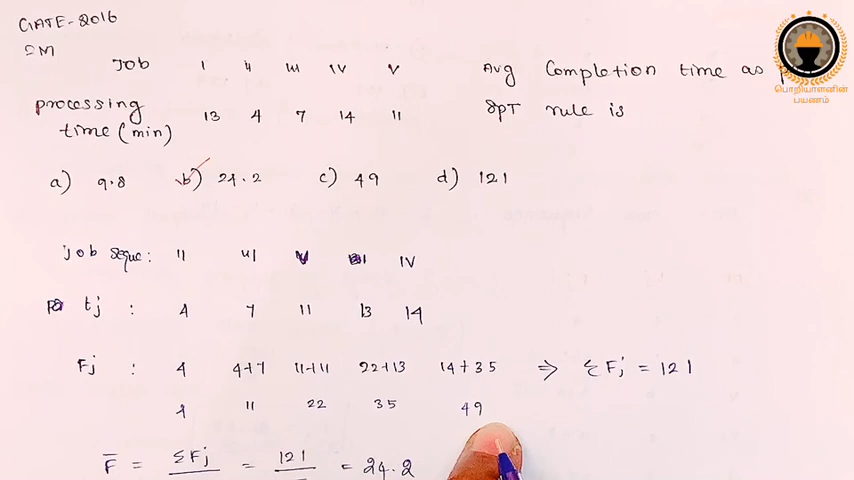 GATE-2016
PM
Job I II III IV V
processing time (min) 13 4 7 14 11
Avg Completion time as
SPT rule is
பொறியாளனின்
பயணம்
a) 9.8 b) 24.2 c) 49 d) 121
job seque: II III V I IV
tj : 4 7 11 13 14
Fj : 4 4+7 11+11 22+13 14+35 ⇒ ΣFj = 121
4 11 22 35 49
F̅ = ΣFj = 121 = 24.2